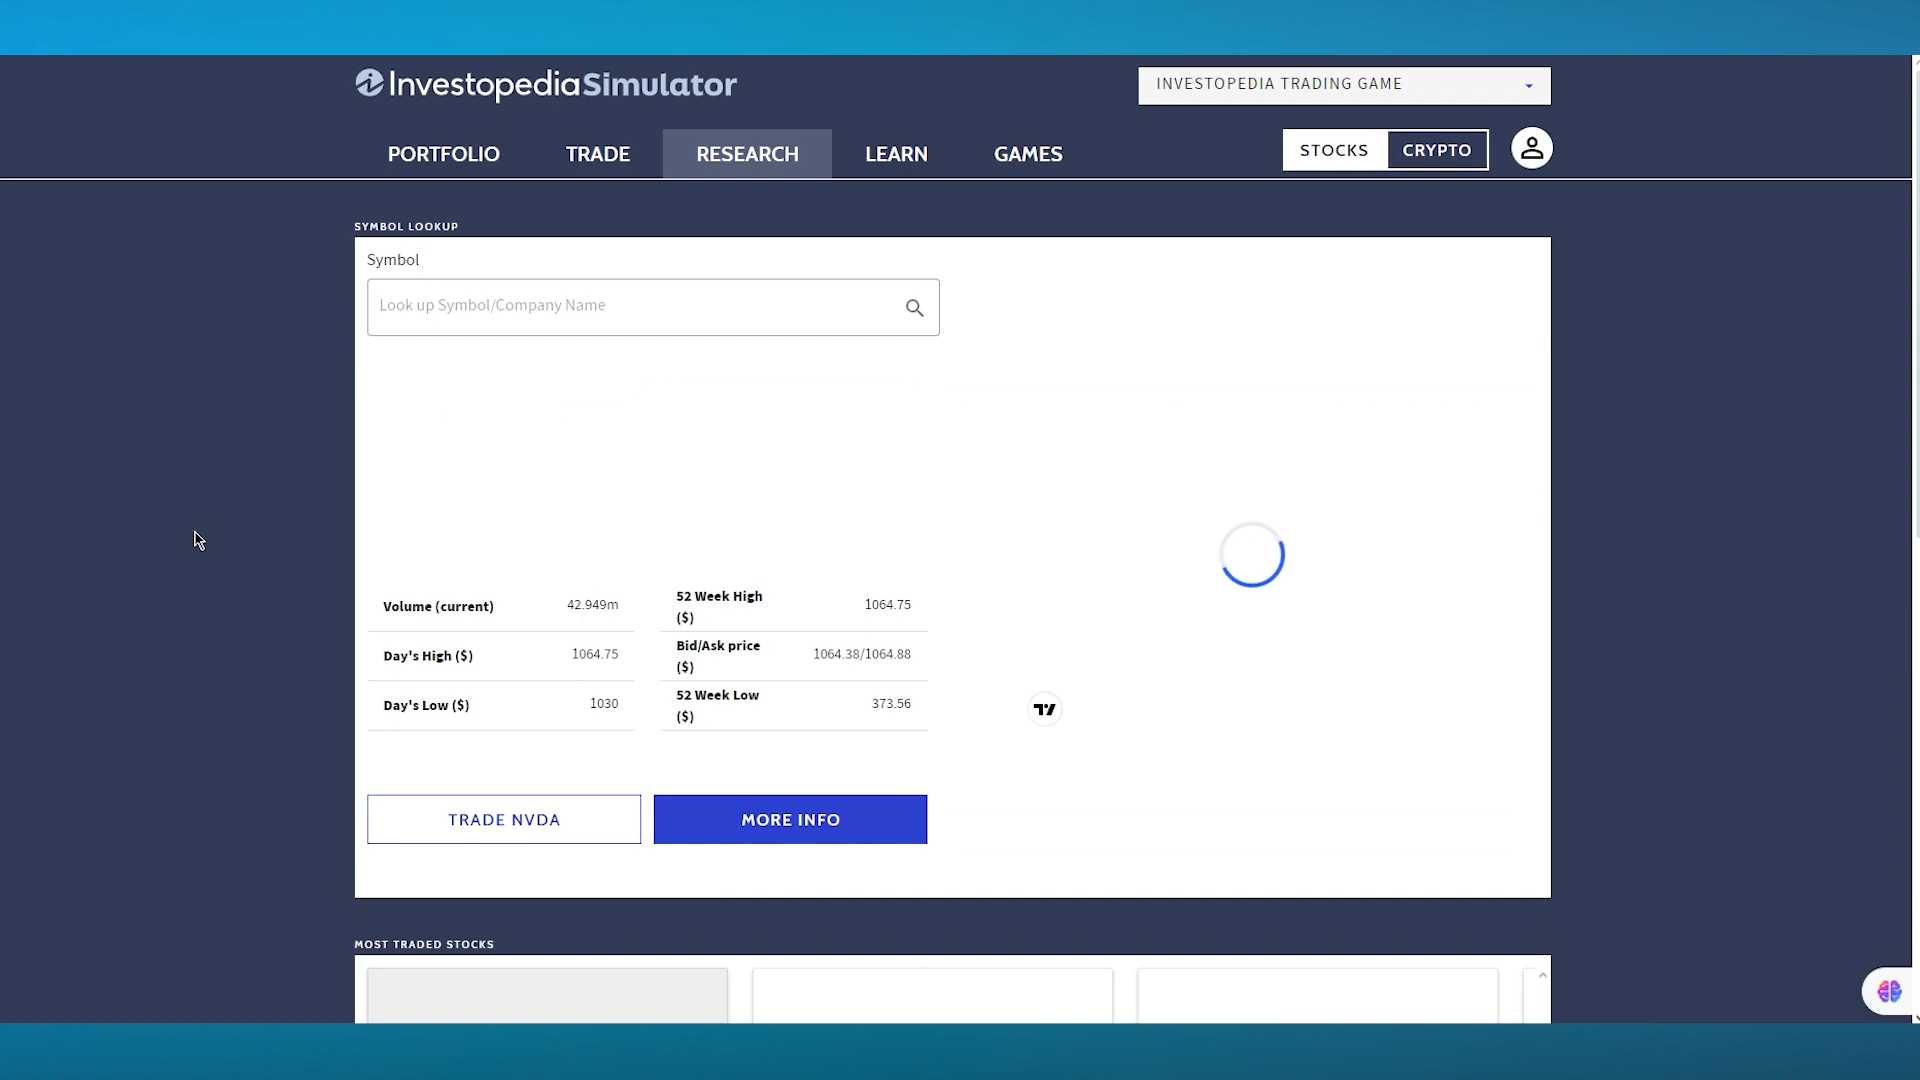 InvestopediaSimulator
INVESTOPEDIA TRADING GAME
PORTFOLIO TRADE RESEARCH LEARN GAMES STOCKS CRYPTO
SYMBOL LOOKUP
Symbol
Look up Symbol/Company Name
Volume (current) 42.949m 52 Week High ($) 1064.75
Day's High ($) 1064.75 Bid/Ask price ($) 1064.38/1064.88
Day's Low ($) 1030 52 Week Low ($) 373.56
TRADE NVDA MORE INFO
MOST TRADED STOCKS